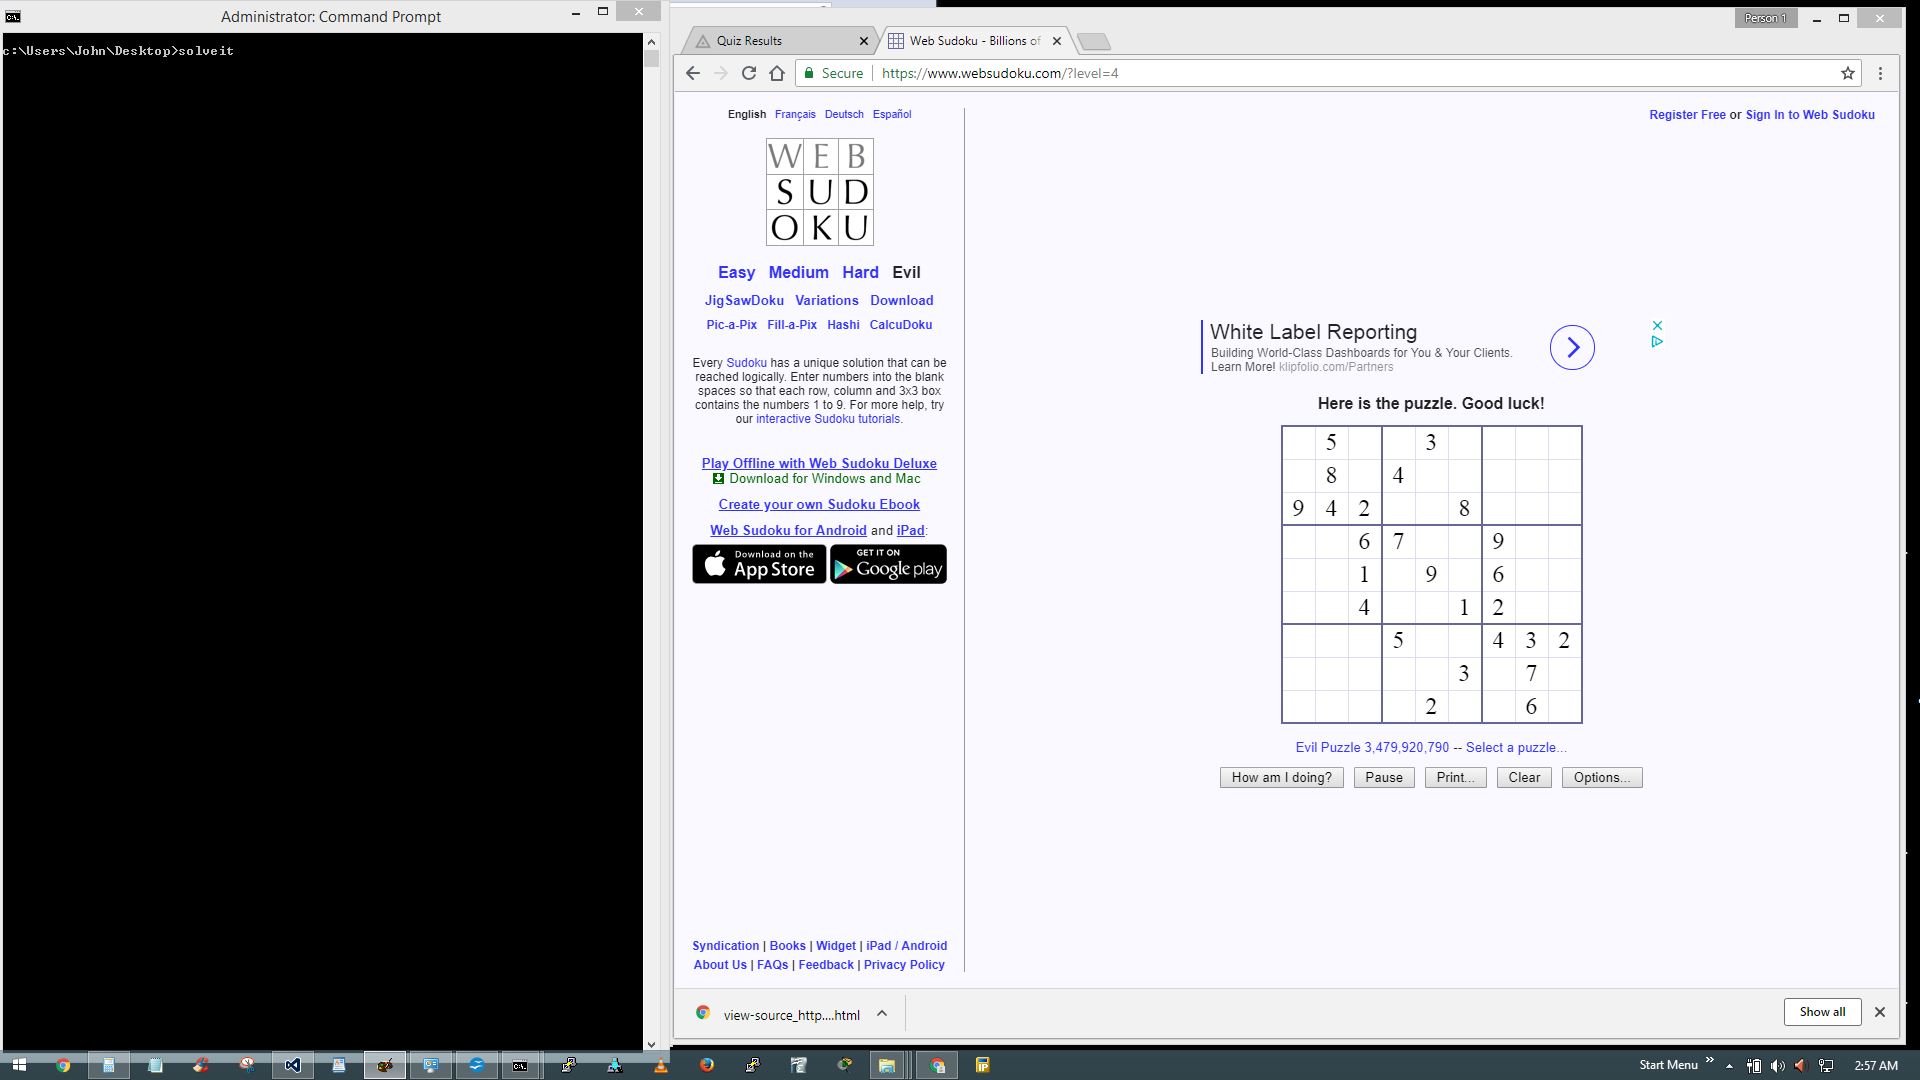 Administrator: Command Prompt
c:\Users\John\Desktop>solveit
Person 1
Quiz Results
Web Sudoku - Billions of
Secure https://www.websudoku.com/?level=4
English Français Deutsch Español
Register Free or Sign In to Web Sudoku
WEB
SUD
OKU
Easy Medium Hard Evil
JigSawDoku Variations Download
Pic-a-Pix Fill-a-Pix Hashi CalcuDoku
Every Sudoku has a unique solution that can be
reached logically. Enter numbers into the blank
spaces so that each row, column and 3x3 box
contains the numbers 1 to 9. For more help, try
our interactive Sudoku tutorials.
Play Offline with Web Sudoku Deluxe
Download for Windows and Mac
Create your own Sudoku Ebook
Web Sudoku for Android and iPad:
Download on the
App Store
GET IT ON
Google play
Syndication | Books | Widget | iPad / Android
About Us | FAQs | Feedback | Privacy Policy
White Label Reporting
Building World-Class Dashboards for You & Your Clients.
Learn More! klipfolio.com/Partners
Here is the puzzle. Good luck!
5 3
8 4
9 4 2 8
6 7 9
1 9 6
4 1 2
5 4 3 2
3 7
2 6
Evil Puzzle 3,479,920,790 -- Select a puzzle...
How am I doing? Pause Print... Clear Options...
view-source_http....html
Show all
Start Menu
2:57 AM